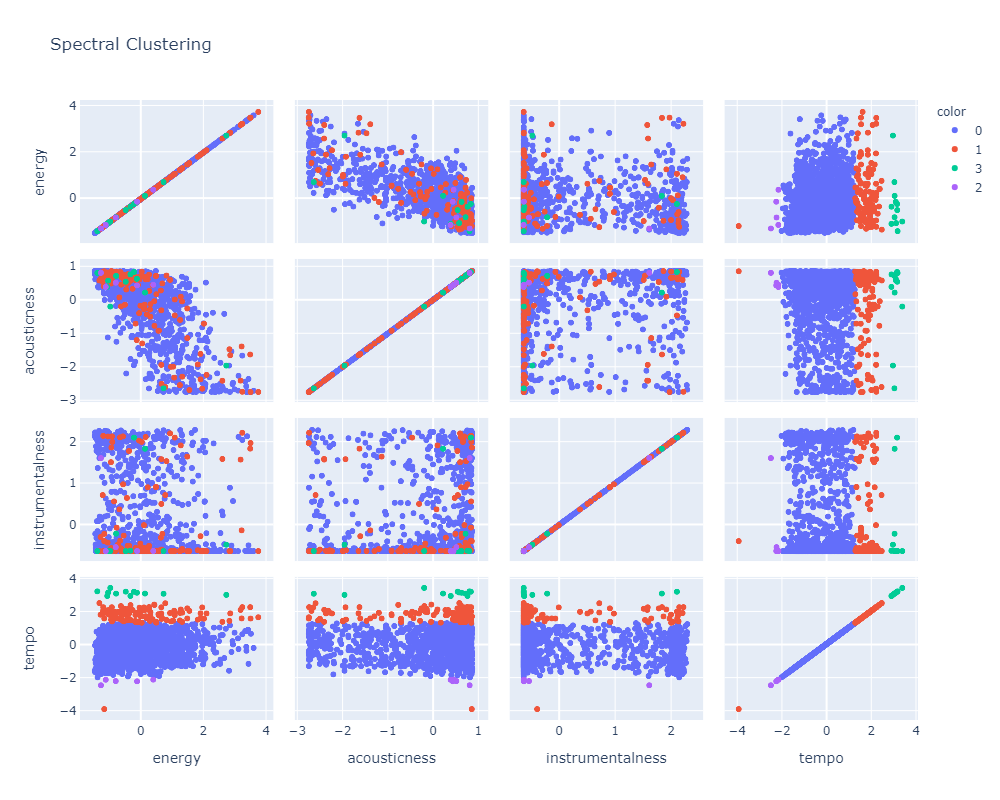 Spectral Clustering
color
0
1
3
2
energy
4
2
0
acousticness
1
0
−1
−2
−3
instrumentalness
2
1
0
tempo
4
2
0
−2
−4
0 2 4
−3 −2 −1 0 1
0 1 2
−4 −2 0 2 4
energy acousticness instrumentalness tempo